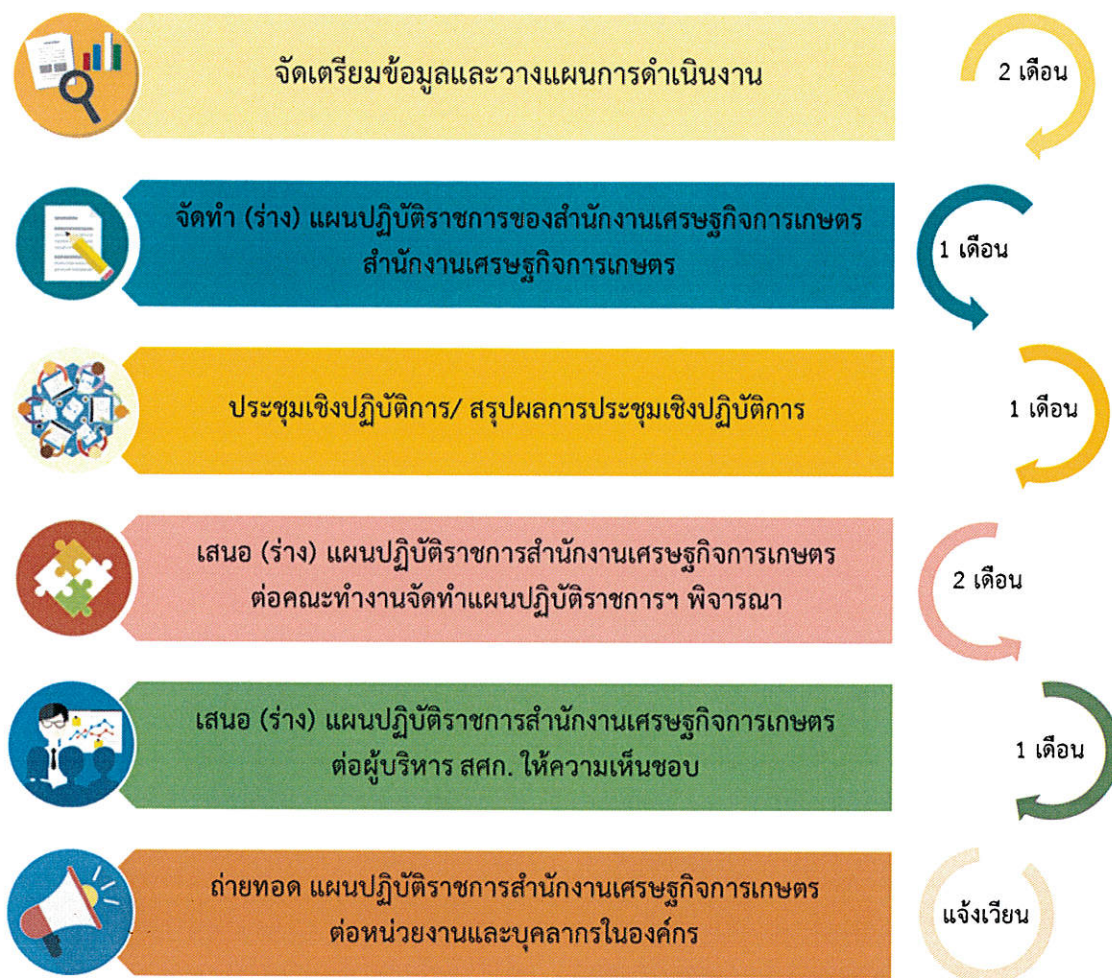 จัดเตรียมข้อมูลและวางแผนการดำเนินงาน
2 เดือน
จัดทำ (ร่าง) แผนปฏิบัติราชการของสำนักงานเศรษฐกิจการเกษตร
สำนักงานเศรษฐกิจการเกษตร
1 เดือน
ประชุมเชิงปฏิบัติการ/ สรุปผลการประชุมเชิงปฏิบัติการ
1 เดือน
เสนอ (ร่าง) แผนปฏิบัติราชการสำนักงานเศรษฐกิจการเกษตร
ต่อคณะทำงานจัดทำแผนปฏิบัติราชการฯ พิจารณา
2 เดือน
เสนอ (ร่าง) แผนปฏิบัติราชการสำนักงานเศรษฐกิจการเกษตร
ต่อผู้บริหาร สศก. ให้ความเห็นชอบ
1 เดือน
ถ่ายทอด แผนปฏิบัติราชการสำนักงานเศรษฐกิจการเกษตร
ต่อหน่วยงานและบุคลากรในองค์กร
แจ้งเวียน